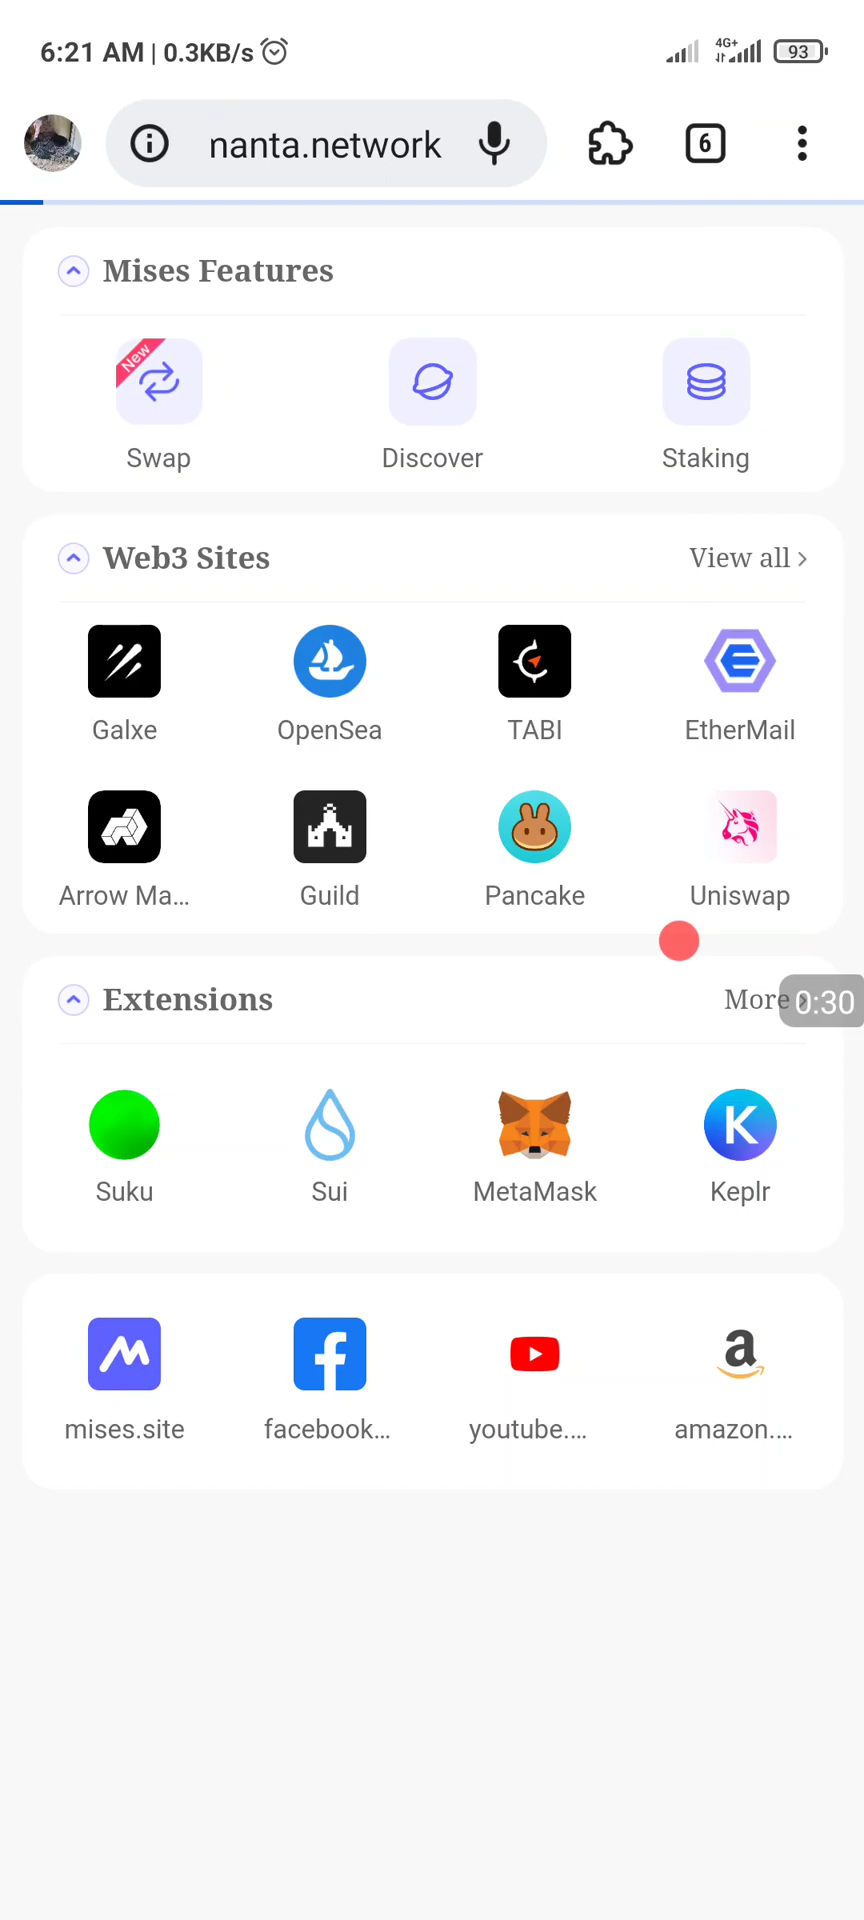 6:21 AM | 0.3KB/s
4G+
93
nanta.network
6
Mises Features
New
Swap
Discover
Staking
Web3 Sites
View all >
Galxe
OpenSea
TABI
EtherMail
Arrow Ma...
Guild
Pancake
Uniswap
Extensions
More
0:30
Suku
Sui
MetaMask
Keplr
mises.site
facebook...
youtube....
amazon....